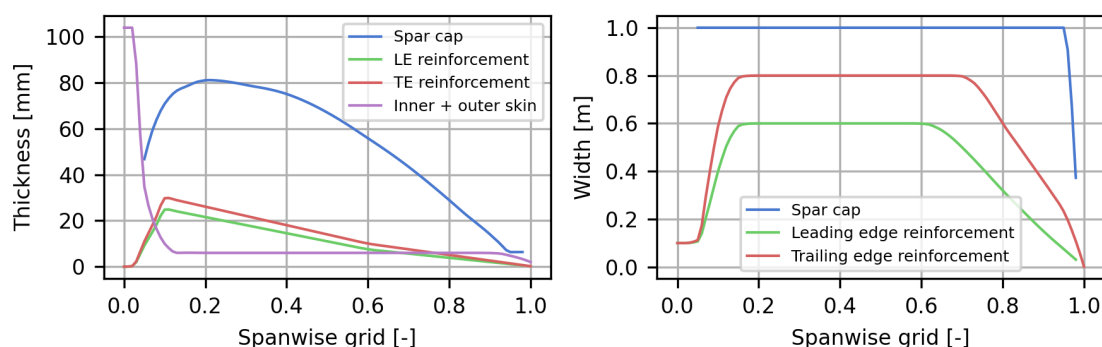 Thickness [mm]
100
80
60
40
20
0
0.0 0.2 0.4 0.6 0.8 1.0
Spanwise grid [-]
Spar cap
LE reinforcement
TE reinforcement
Inner + outer skin
Width [m]
1.0
0.8
0.6
0.4
0.2
0.0
0.0 0.2 0.4 0.6 0.8 1.0
Spanwise grid [-]
Spar cap
Leading edge reinforcement
Trailing edge reinforcement